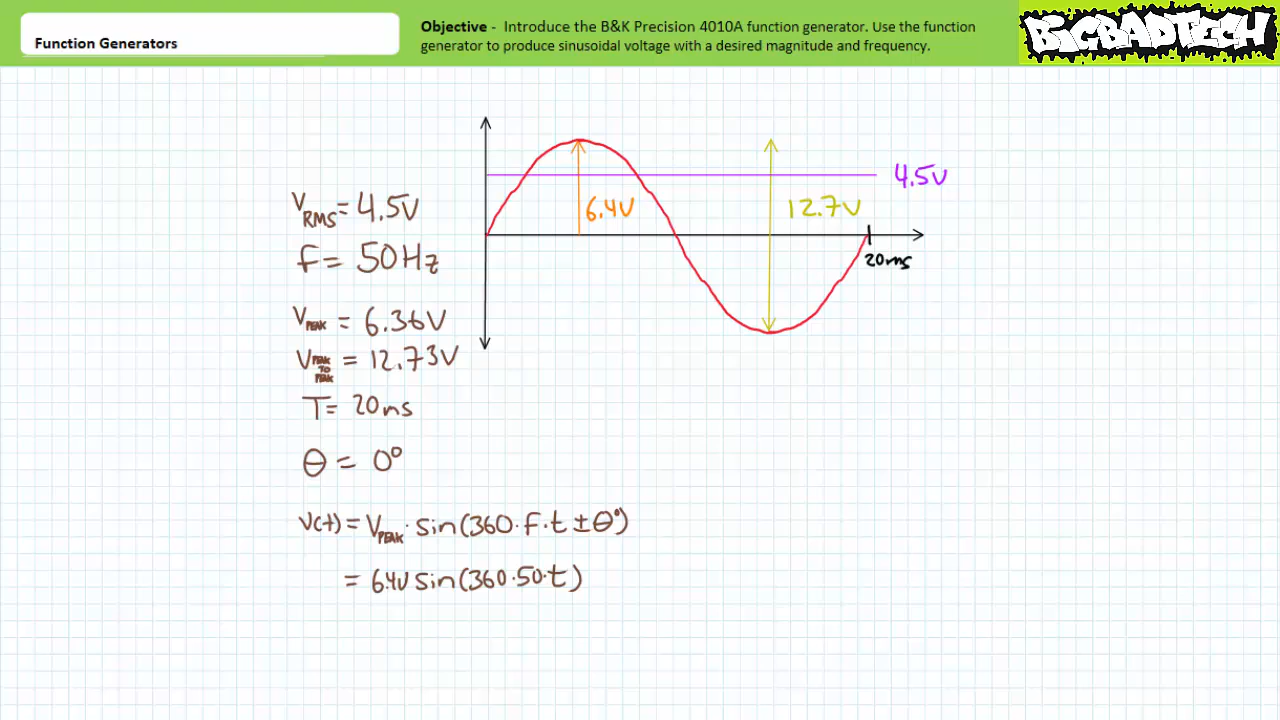 Function Generators
Objective - Introduce the B&K Precision 4010A function generator. Use the function
generator to produce sinusoidal voltage with a desired magnitude and frequency.
BIGBADTECH
4.5V
6.4V
12.7V
20ms
VRMS = 4.5V
f = 50Hz
VPEAK = 6.36V
VPEAK TO PEAK = 12.73V
T = 20ms
θ = 0°
v(t) = VPEAK · sin(360·f·t ± θ°)
= 6.4V sin(360·50·t)